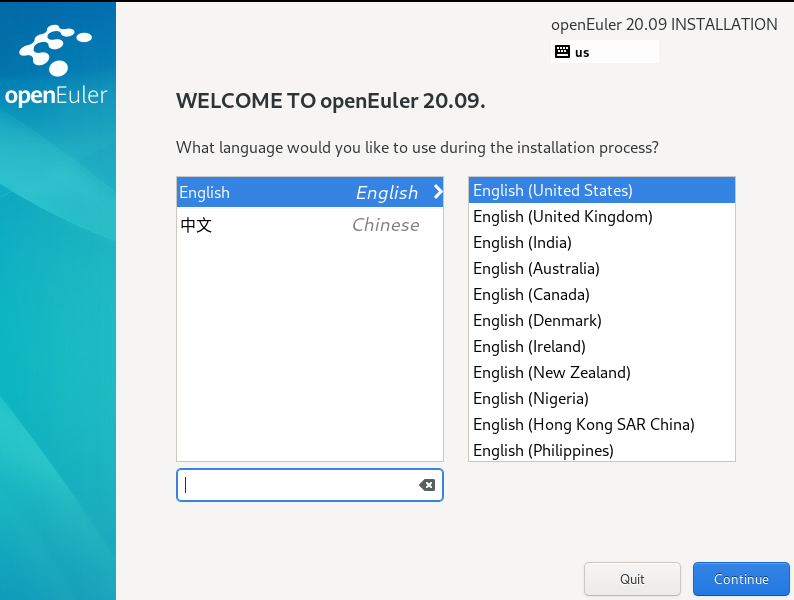 openEuler
openEuler 20.09 INSTALLATION
us
WELCOME TO openEuler 20.09.
What language would you like to use during the installation process?
English English
中文 Chinese
English (United States)
English (United Kingdom)
English (India)
English (Australia)
English (Canada)
English (Denmark)
English (Ireland)
English (New Zealand)
English (Nigeria)
English (Hong Kong SAR China)
English (Philippines)
Quit
Continue